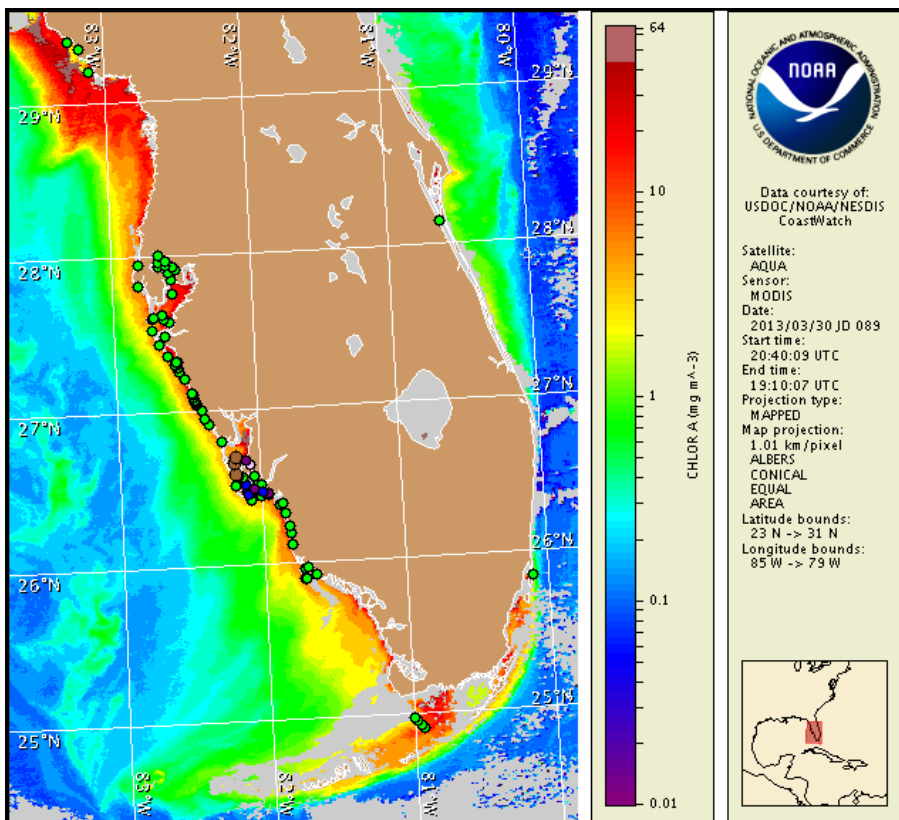 83°W
82°W
81°W
80°W
29°N
29°N
28°N
28°N
27°N
27°N
26°N
26°N
25°N
25°N
83°W
82°W
81°W
64
10
1
0.1
0.01
CHLOR A (mg m^-3)
NATIONAL OCEANIC AND ATMOSPHERIC ADMINISTRATION
NOAA
U.S. DEPARTMENT OF COMMERCE
Data courtesy of:
USDOC/NOAA/NESDIS
CoastWatch
Satellite:
AQUA
Sensor:
MODIS
Date:
2013/03/30 JD 089
Start time:
20:40:09 UTC
End time:
19:10:07 UTC
Projection type:
MAPPED
Map projection:
1.01 km/pixel
ALBERS
CONICAL
EQUAL
AREA
Latitude bounds:
23 N -> 31 N
Longitude bounds:
85 W -> 79 W